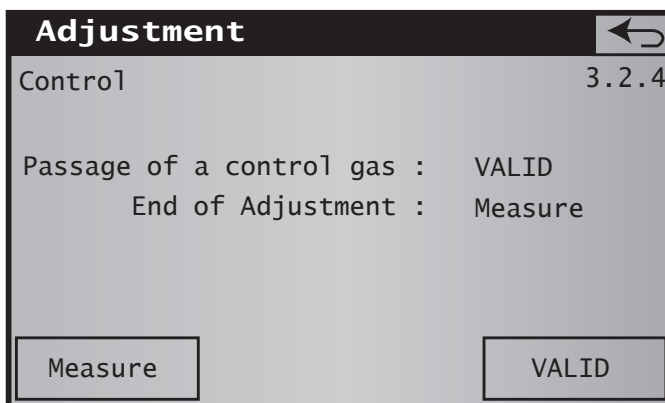 Adjustment
Control 3.2.4
Passage of a control gas : VALID
End of Adjustment : Measure
Measure VALID